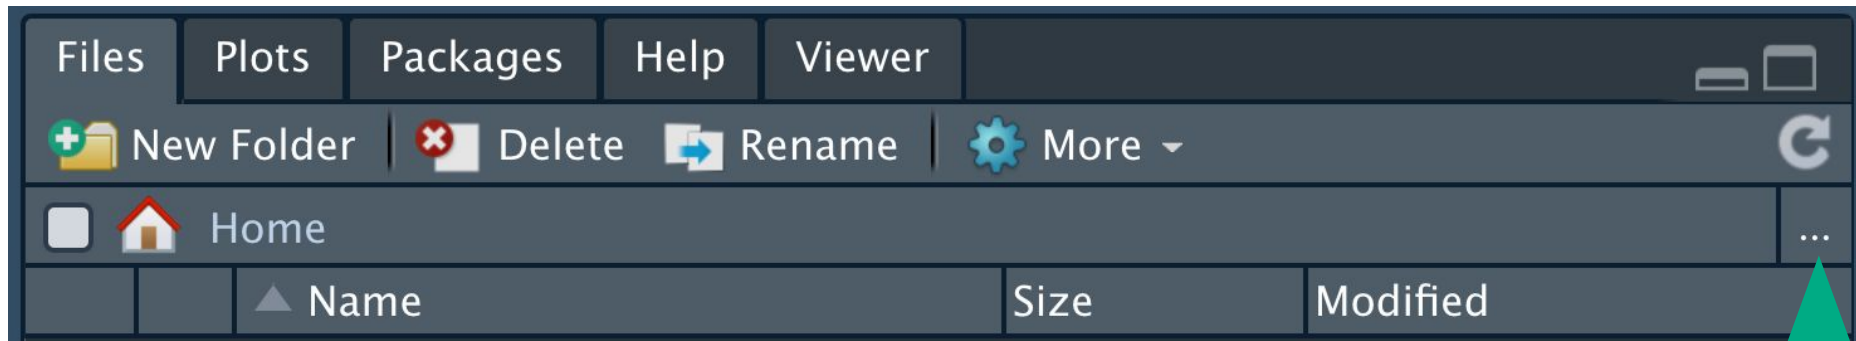 Files Plots Packages Help Viewer
New Folder Delete Rename More
Home ...
Name Size Modified